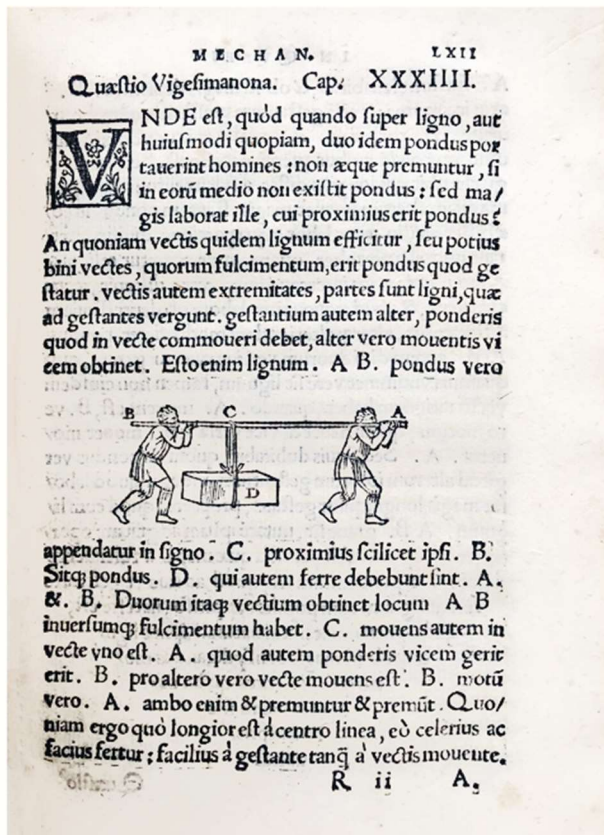 MECHAN. LXII
Quæstio Vigesimanona. Cap. XXXIIII.
VNDE est, quòd quando super ligno, aut
huiusmodi quopiam, duo idem pondus por
tauerint homines : non æque premuntur, si
in eorũ medio non existit pondus : sed ma/
gis laborat ille, cui proximius erit pondus?
An quoniam vectis quidem lignum efficitur, seu potius
bini vectes, quorum fulcimentum, erit pondus quod ge
statur. vectis autem extremitates, partes sunt ligni, quæ
ad gestantes vergunt. gestantium autem alter, ponderis
quod in vecte commoueri debet, alter vero mouentis vi
cem obtinet. Esto enim lignum. A B. pondus vero
B C A
D
appendatur in signo. C. proximius scilicet ipsi. B.
Sitq; pondus. D. qui autem ferre debebunt sint. A.
&. B. Duorum itaq; vectium obtinet locum A B
inuersumq; fulcimentum habet. C. mouens autem in
vecte vno est. A. quod autem ponderis vicem gerit
erit. B. pro altero vero vecte mouens est. B. motũ
vero. A. ambo enim & premuntur & premũt. Quo/
niam ergo quò longior est à centro linea, eò celerius ac
facius fertur : facilius à gestante tanq̃ à vectis mouente.
R ii A.